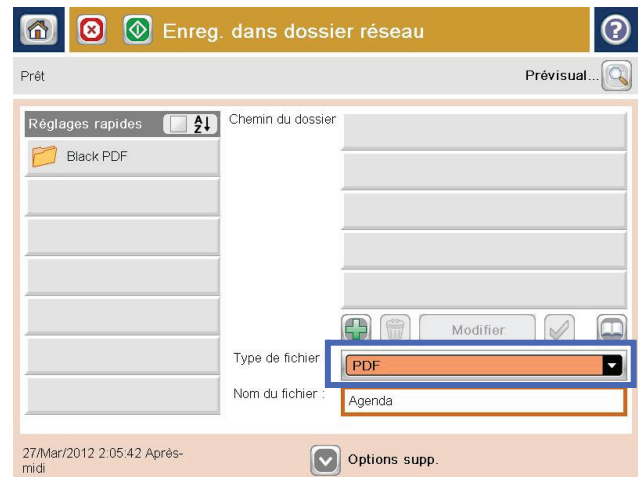 Enreg. dans dossier réseau
?
Prêt
Prévisual...
Réglages rapides
A
Z
Chemin du dossier
Black PDF
Modifier
Type de fichier
PDF
Nom du fichier :
Agenda
27/Mar/2012 2:05:42 Après-
midi
Options supp.